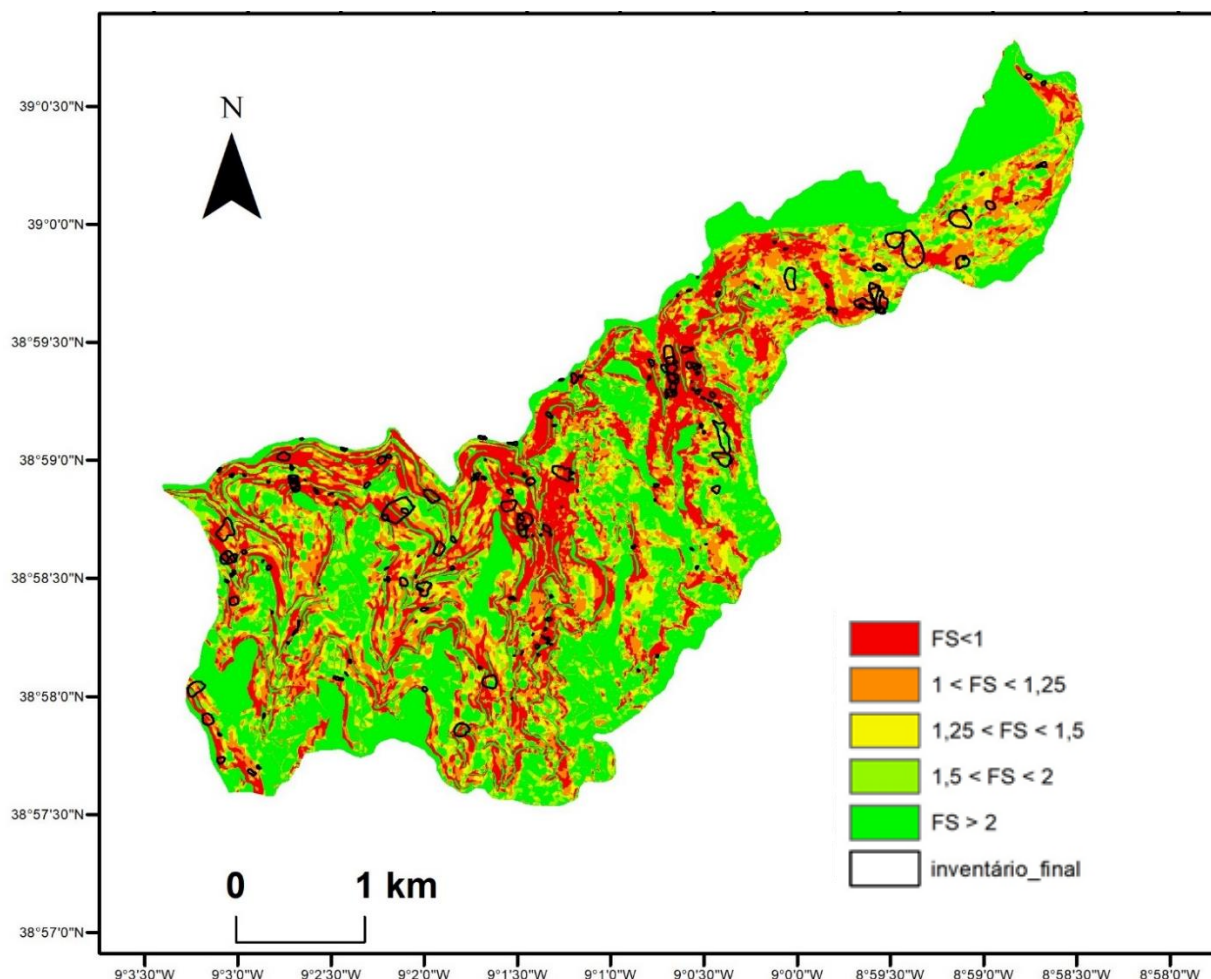 N
39°0'30"N
39°0'0"N
38°59'30"N
38°59'0"N
38°58'30"N
38°58'0"N
38°57'30"N
38°57'0"N
FS<1
1 < FS < 1,25
1,25 < FS < 1,5
1,5 < FS < 2
FS > 2
inventário_final
0 1 km
9°3'30"W 9°3'0"W 9°2'30"W 9°2'0"W 9°1'30"W 9°1'0"W 9°0'30"W 9°0'0"W 8°59'30"W 8°59'0"W 8°58'30"W 8°58'0"W